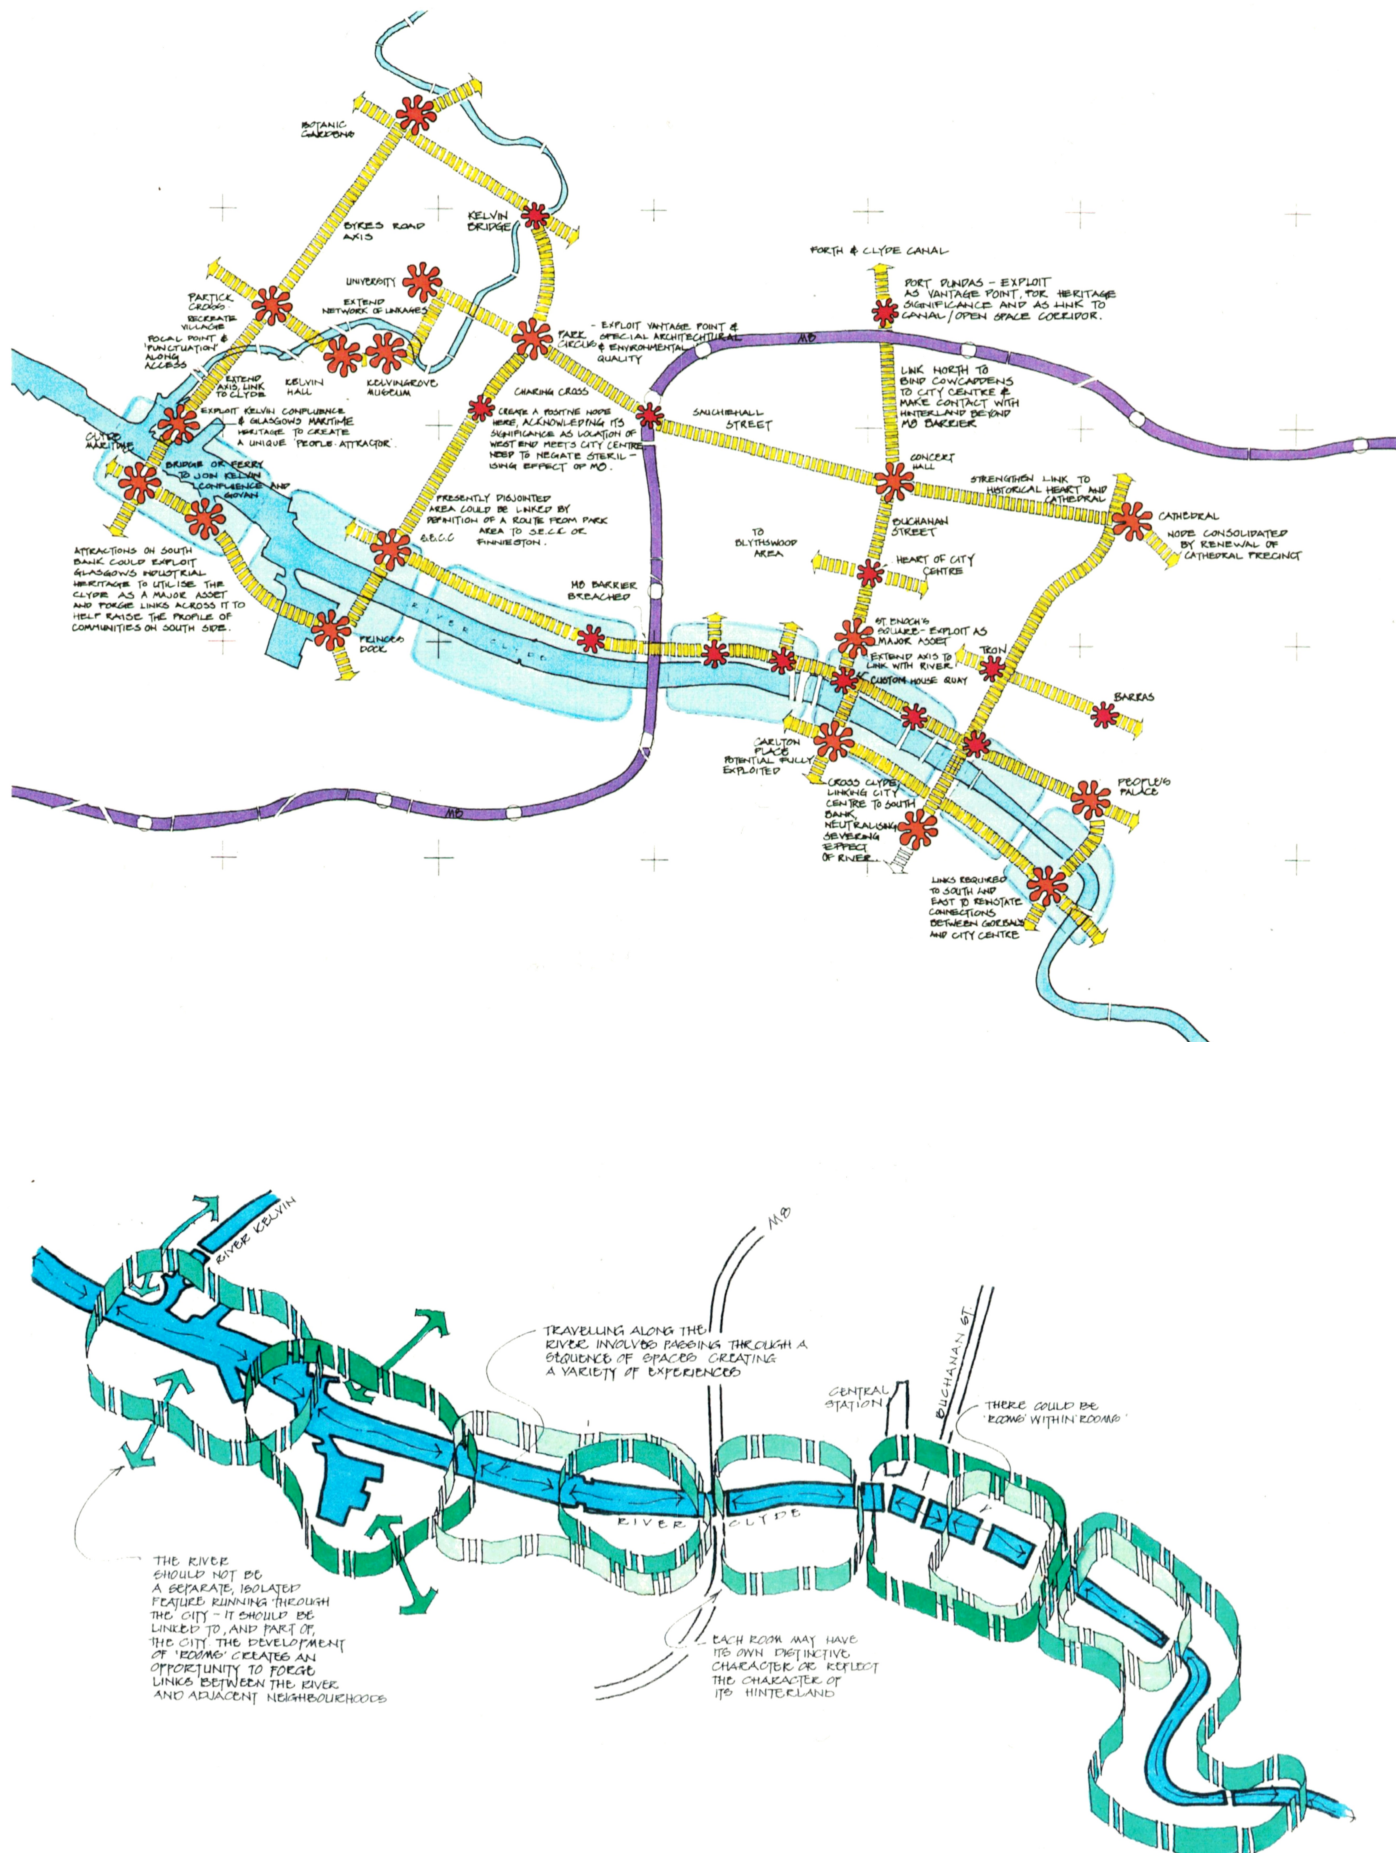 BOTANIC
GARDENS
KELVIN
BRIDGE
BYRES ROAD
AXIS
UNIVERSITY
EXTEND
NETWORK OF LINKAGES
PARTICK
CROSS
RECREATE
VILLAGE
FOCAL POINT &
'PUNCTUATION'
ALONG
ACCESS
EXTEND
AXIS, LINK
TO CLYDE
KELVIN
HALL
KELVINGROVE
MUSEUM
PARK
CIRCUS
- EXPLOIT VANTAGE POINT &
SPECIAL ARCHITECHTURAL
& ENVIRONMENTAL
QUALITY
FORTH & CLYDE CANAL
PORT DUNDAS - EXPLOIT
AS VANTAGE POINT, FOR HERITAGE
SIGNIFICANCE AND AS LINK TO
CANAL/OPEN SPACE CORRIDOR.
M8
LINK NORTH TO
BIND COWCADDENS
TO CITY CENTRE &
MAKE CONTACT WITH
HINTERLAND BEYOND
M8 BARRIER
CHARING CROSS
CREATE A POSITIVE NODE
HERE, ACKNOWLEDING ITS
SIGNIFICANCE AS LOCATION OF
WEST END MEETS CITY CENTRE
NEED TO NEGATE STERIL-
ISING EFFECT OF M8.
SAUCHIEHALL
STREET
EXPLOIT KELVIN CONFLUENCE
& GLASGOWS MARITIME
HERITAGE TO CREATE
A UNIQUE 'PEOPLE ATTRACTOR'.
CLYDE
MARITIME
BRIDGE OR FERRY
TO JOIN KELVIN
CONFLUENCE AND
GOVAN
CONCERT
HALL
STRENGTHEN LINK TO
HISTORICAL HEART AND
CATHEDRAL
CATHEDRAL
NODE CONSOLIDATED
BY RENEWAL OF
CATHEDRAL PRECINCT
PRESENTLY DISJOINTED
AREA COULD BE LINKED BY
DEFINITION OF A ROUTE FROM PARK
AREA TO S.E.C.C. OR
FINNIESTON.
S.E.C.C
BUCHANAN
STREET
TO
BLYTHSWOOD
AREA
HEART OF CITY
CENTRE
ATTRACTIONS ON SOUTH
BANK COULD EXPLOIT
GLASGOWS INDUSTRIAL
HERITAGE TO UTILISE THE
CLYDE AS A MAJOR ASSET
AND FORGE LINKS ACROSS IT TO
HELP RAISE THE PROFILE OF
COMMUNITIES ON SOUTH SIDE.
M8 BARRIER
BREACHED
RIVER CLYDE
PRINCES
DOCK
ST. ENOCH'S
SQUARE - EXPLOIT AS
MAJOR ASSET
EXTEND AXIS TO
LINK WITH RIVER
CUSTOM HOUSE QUAY
TRON
BARRAS
CARLTON
PLACE
POTENTIAL FULLY
EXPLOITED
CROSS CLYDE,
LINKING CITY
CENTRE TO SOUTH
BANK,
NEUTRALISING
SEVERING
EFFECT
OF RIVER.
PEOPLE'S
PALACE
M8
LINKS REQUIRED
TO SOUTH AND
EAST TO REINSTATE
CONNECTIONS
BETWEEN GORBALS
AND CITY CENTRE
RIVER KELVIN
M8
TRAVELLING ALONG THE
RIVER INVOLVES PASSING THROUGH A
SEQUENCE OF SPACES CREATING
A VARIETY OF EXPERIENCES
CENTRAL
STATION
BUCHANAN ST.
THERE COULD BE
'ROOMS' WITHIN 'ROOMS'
RIVER CLYDE
THE RIVER
SHOULD NOT BE
A SEPARATE, ISOLATED
FEATURE RUNNING THROUGH
THE CITY - IT SHOULD BE
LINKED TO, AND PART OF,
THE CITY. THE DEVELOPMENT
OF 'ROOMS' CREATES AN
OPPORTUNITY TO FORGE
LINKS BETWEEN THE RIVER
AND ADJACENT NEIGHBOURHOODS
EACH ROOM MAY HAVE
ITS OWN DISTINCTIVE
CHARACTER OR REFLECT
THE CHARACTER OF
ITS HINTERLAND